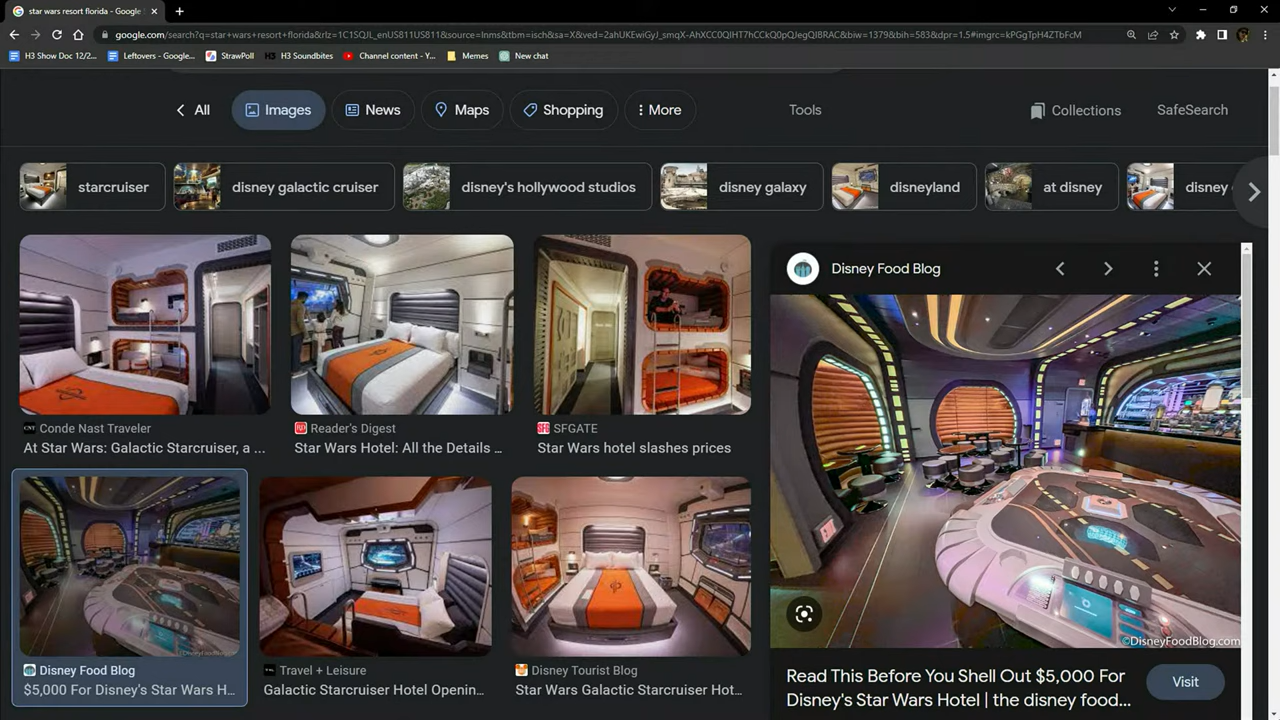 star wars resort florida - Google
google.com/search?q=star+wars+resort+florida&rlz=1C1SQJL_enUS811US811&source=lnms&tbm=isch&sa=X&ved=2ahUKEwiGy_smqX-AhXCC0QIHT7hCCkQ0pQJegQIBRAC&biw=1379&bih=583&dpr=1.5#imgrc=kPGgTpH4ZTbFcM
H3 Show Doc 12/2... Leftovers - Google... StrawPoll H3 H3 Soundbites Channel content - Y... Memes New chat
All Images News Maps Shopping More Tools Collections SafeSearch
starcruiser disney galactic cruiser disney's hollywood studios disney galaxy disneyland at disney disney
Disney Food Blog
CNT Conde Nast Traveler
At Star Wars: Galactic Starcruiser, a ...
RD Reader's Digest
Star Wars Hotel: All the Details ...
SFG SFGATE
Star Wars hotel slashes prices
Disney Food Blog
$5,000 For Disney's Star Wars H...
Travel + Leisure
Galactic Starcruiser Hotel Openin...
Disney Tourist Blog
Star Wars Galactic Starcruiser Hot...
©DisneyFoodBlog.com
©DisneyFoodBlog.com
Read This Before You Shell Out $5,000 For
Disney's Star Wars Hotel | the disney food...
Visit